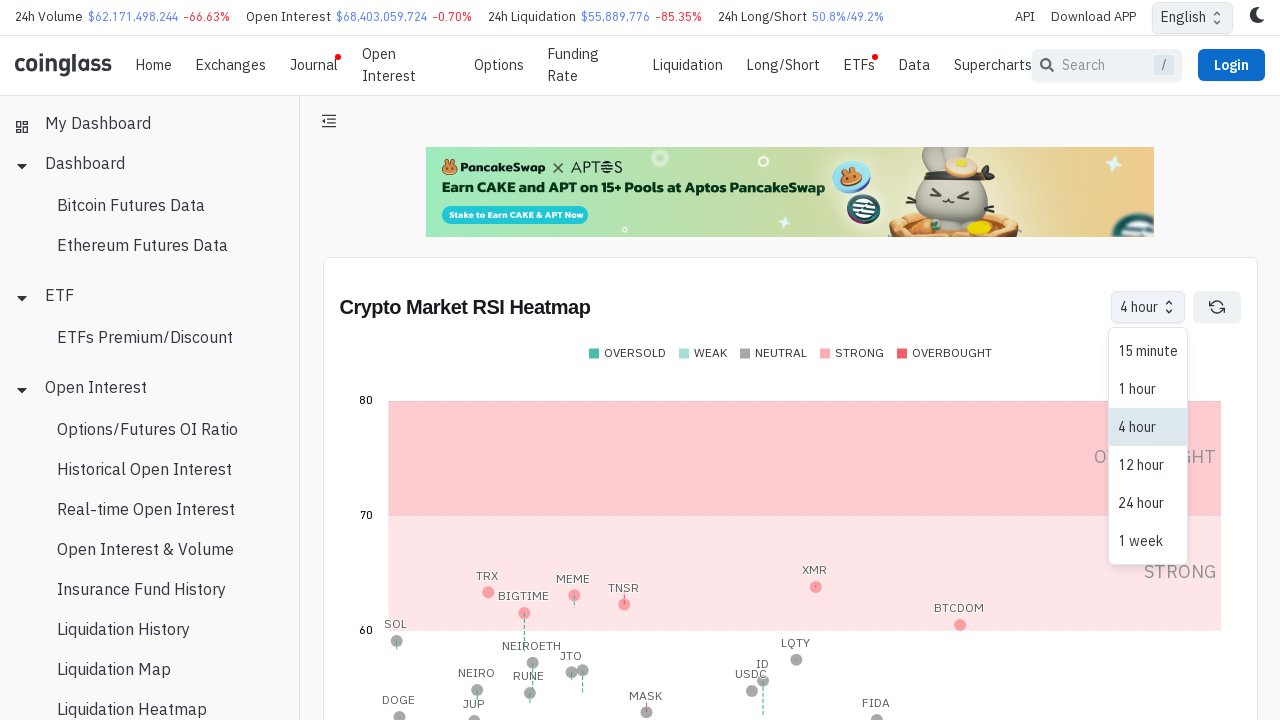 24h Volume $62,171,498,244 -66.63% Open Interest $68,403,059,724 -0.70% 24h Liquidation $55,889,776 -85.35% 24h Long/Short 50.8%/49.2% API Download APP English
coinglass Home Exchanges Journal Open Interest Options Funding Rate Liquidation Long/Short ETFs Data Supercharts Search / Login
My Dashboard
Dashboard
Bitcoin Futures Data
Ethereum Futures Data
ETF
ETFs Premium/Discount
Open Interest
Options/Futures OI Ratio
Historical Open Interest
Real-time Open Interest
Open Interest & Volume
Insurance Fund History
Liquidation History
Liquidation Map
Liquidation Heatmap
PancakeSwap × APTOS
Earn CAKE and APT on 15+ Pools at Aptos PancakeSwap
Stake to Earn CAKE & APT Now
Crypto Market RSI Heatmap
4 hour
15 minute
1 hour
4 hour
12 hour
24 hour
1 week
OVERSOLD WEAK NEUTRAL STRONG OVERBOUGHT
80
70
STRONG
XMR
TRX MEME
TNSR
BIGTIME
BTCDOM
SOL
60
NEIROETH LQTY
JTO
ID
NEIRO RUNE USDC
MASK
DOGE JUP FIDA